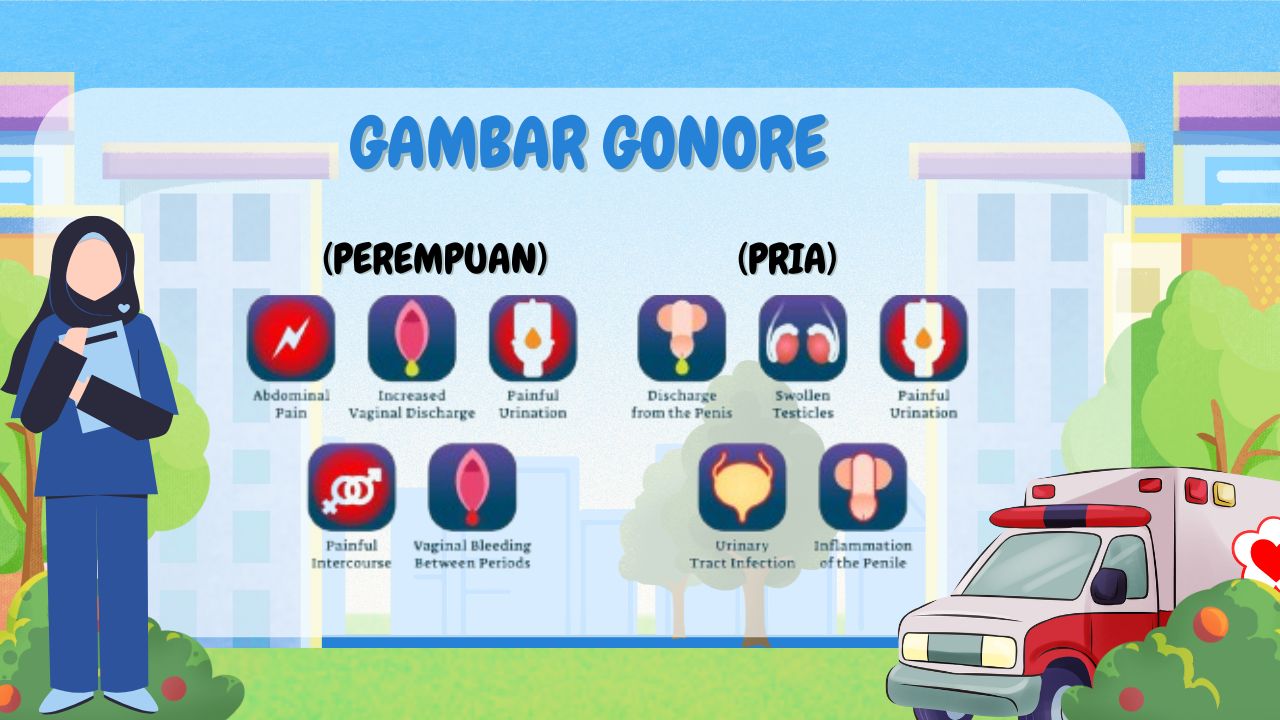 GAMBAR GONORE
(PEREMPUAN)
Abdominal
Pain
Increased
Vaginal Discharge
Painful
Urination
Painful
Intercourse
Vaginal Bleeding
Between Periods
(PRIA)
Discharge
from the Penis
Swollen
Testicles
Painful
Urination
Urinary
Tract Infection
Inflammation
of the Penile